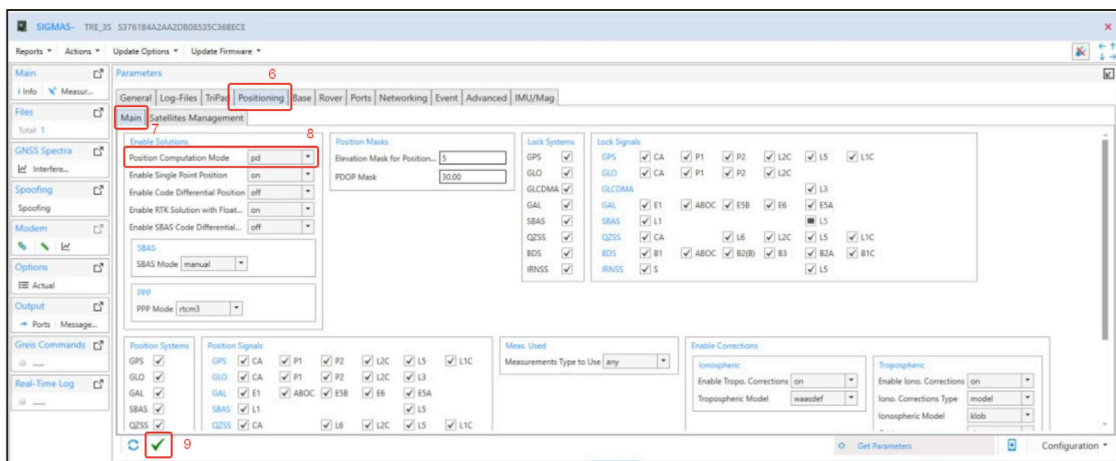 SIGMAS- TRE_3S S3761B4A2AA2DB08535C36BECE
Reports Actions Update Options Update Firmware
Main
Info Measur...
Files
Total: 1
GNSS Spectra
Interfere...
Spoofing
Spoofing
Modem
Options
Actual
Output
Ports Message...
Greis Commands
.....
Real-Time Log
.....
Parameters
6
General Log-Files TriPad Positioning Base Rover Ports Networking Event Advanced IMU/Mag
Main Satellites Management
7
8
Enable Solutions
Position Computation Mode pd
Enable Single Point Position on
Enable Code Differential Position off
Enable RTK Solution with Float... on
Enable SBAS Code Differential... off
SBAS
SBAS Mode manual
PPP
PPP Mode rtcm3
Position Masks
Elevation Mask for Position... 5
PDOP Mask 30.00
Lock Systems
GPS
GLO
GLCDMA
GAL
SBAS
QZSS
BDS
IRNSS
Lock Signals
GPS CA P1 P2 L2C L5 L1C
GLO CA P1 P2 L2C
GLCDMA L3
GAL E1 ABOC E5B E6 E5A
SBAS L1 L5
QZSS CA L6 L2C L5 L1C
BDS B1 ABOC B2(B) B3 B2A B1C
IRNSS S L5
Position Systems
GPS
GLO
GAL
SBAS
QZSS
Position Signals
GPS CA P1 P2 L2C L5 L1C
GLO CA P1 P2 L2C L3
GAL E1 ABOC E5B E6 E5A
SBAS L1 L5
QZSS CA L6 L2C L5 L1C
Meas. Used
Measurements Type to Use any
Enable Corrections
Ionospheric
Enable Tropo. Corrections on
Tropospheric Model waasdef
Tropospheric
Enable Iono. Corrections on
Iono. Corrections Type model
Ionospheric Model klob
9
Get Parameters
Configuration